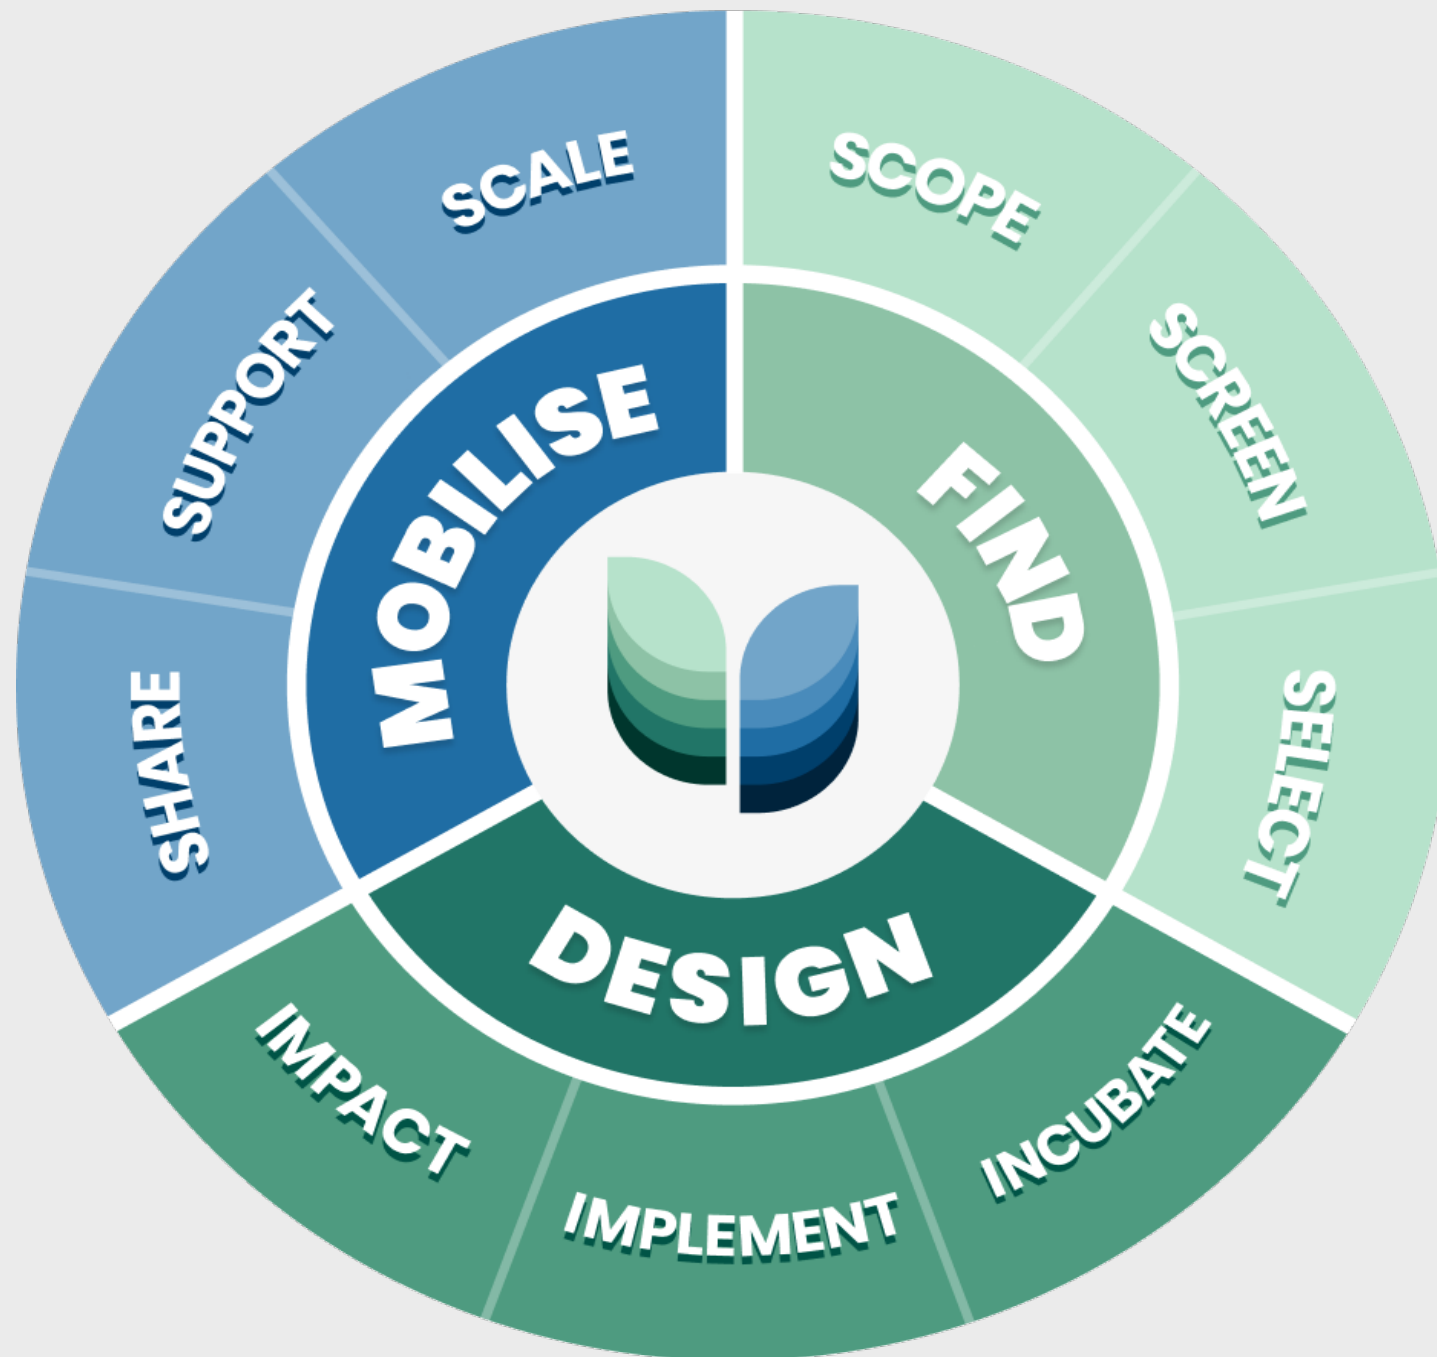 FIND
SCOPE
SCREEN
SELECT
DESIGN
INCUBATE
IMPLEMENT
IMPACT
MOBILISE
SHARE
SUPPORT
SCALE